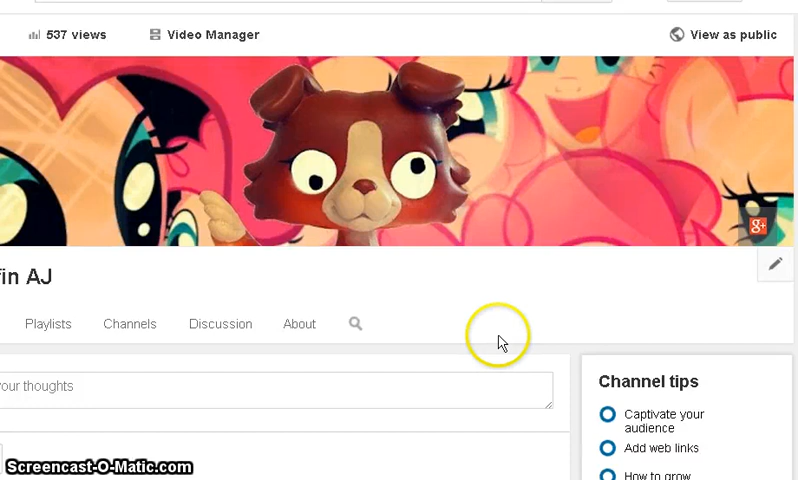 537 views Video Manager View as public
g+
fin AJ
Playlists Channels Discussion About
your thoughts
Channel tips
Captivate your
audience
Add web links
How to grow
Screencast-O-Matic.com